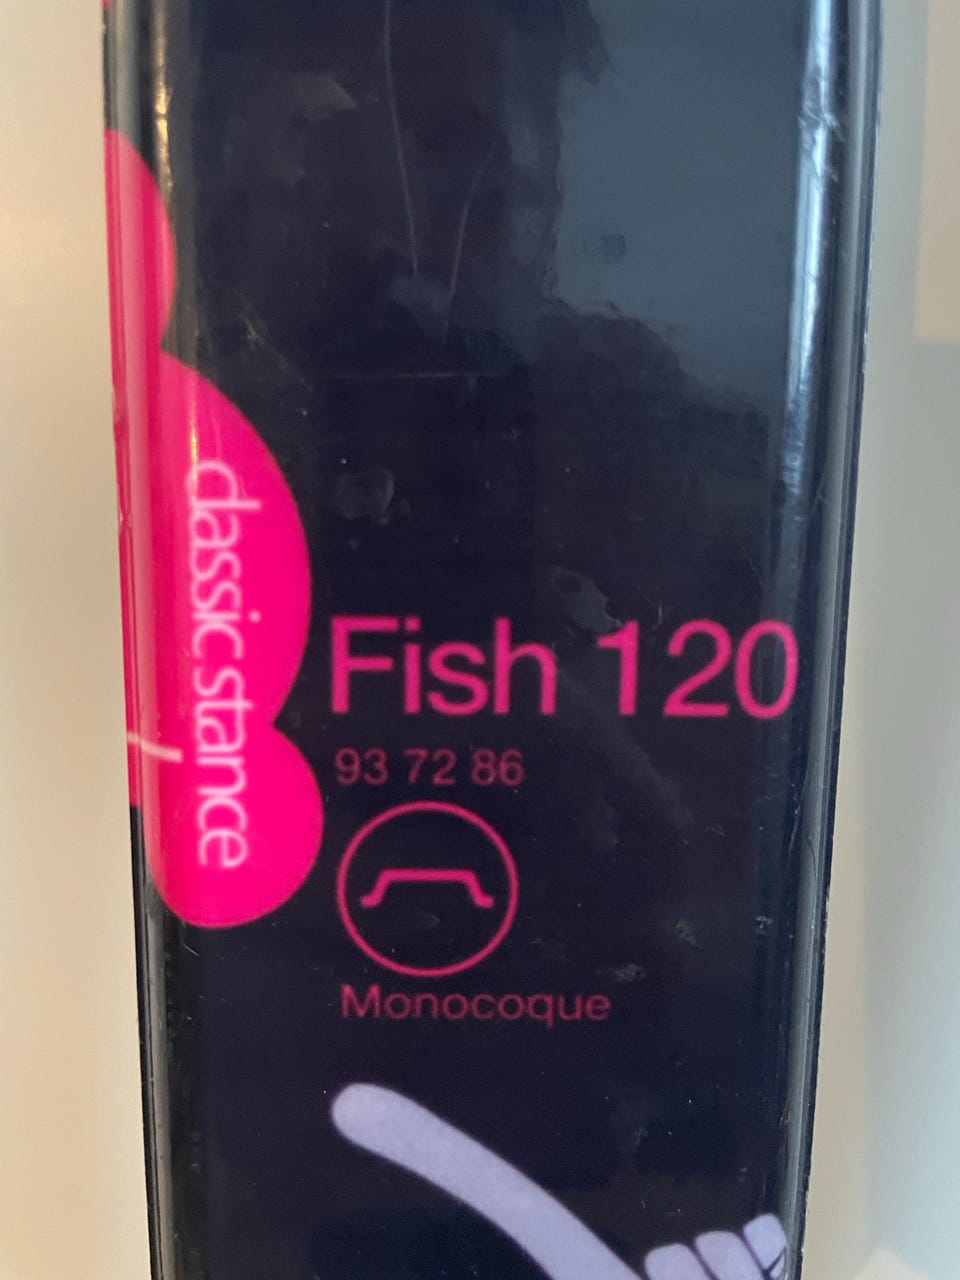 classic stance
Fish 120
93 72 86
Monocoque